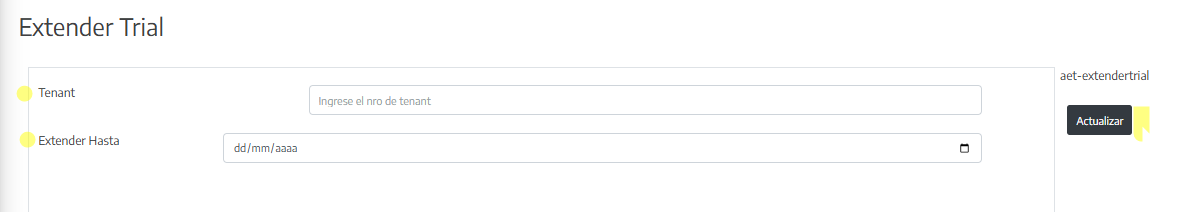 Extender Trial
aet-extendertrial
Tenant
Ingrese el nro de tenant
Actualizar
Extender Hasta
dd/mm/aaaa